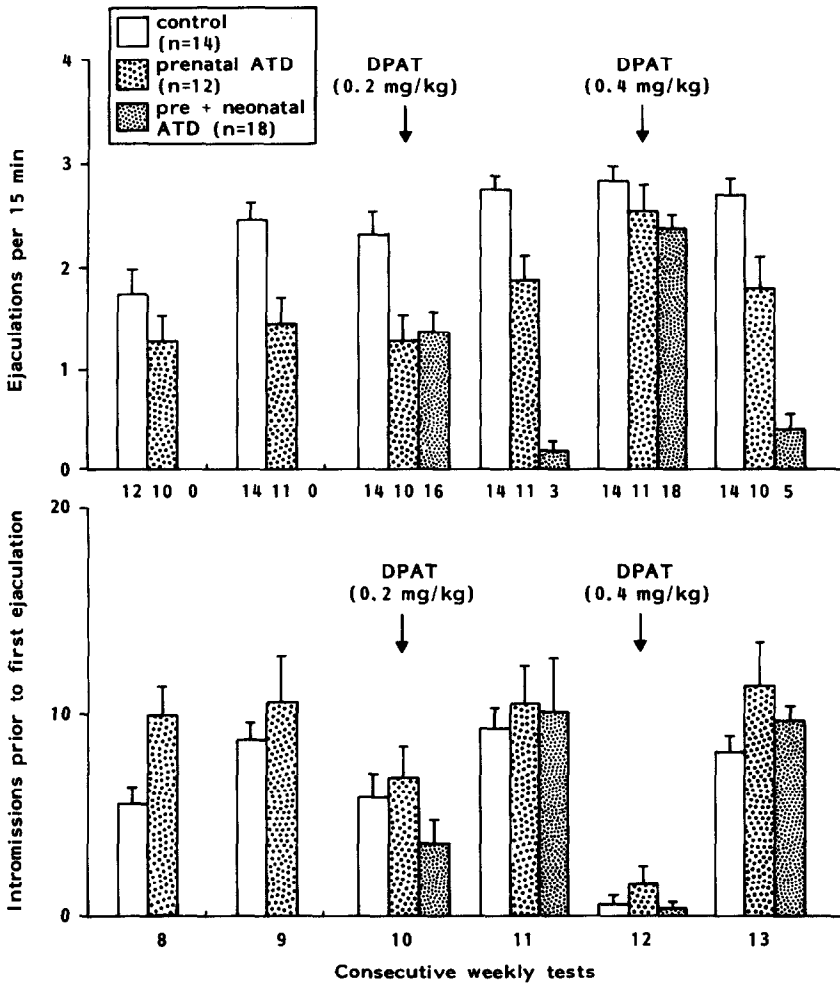 control
(n=14)
prenatal ATD
(n=12)
pre + neonatal
ATD (n=18)
DPAT
(0.2 mg/kg)
DPAT
(0.4 mg/kg)
Ejaculations per 15 min
4
3
2
1
0
12 10 0 14 11 0 14 10 16 14 11 3 14 11 18 14 10 5
DPAT
(0.2 mg/kg)
DPAT
(0.4 mg/kg)
Intromissions prior to first ejaculation
20
10
0
8 9 10 11 12 13
Consecutive weekly tests